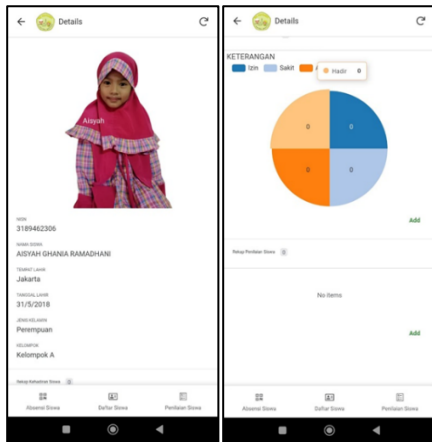 Details
Aisyah
NISN
3189462306
NAMA SISWA
AISYAH GHANIA RAMADHANI
TEMPAT LAHIR
Jakarta
TANGGAL LAHIR
31/5/2018
JENIS KELAMIN
Perempuan
KELOMPOK
Kelompok A
Rekap Kehadiran Siswa
Absensi Siswa
Daftar Siswa
Penilaian Siswa
Details
KETERANGAN
Izin
Sakit
A
Hadir 0
0
0
0
0
Add
Rekap Penilaian Siswa 0
No items
Add
Absensi Siswa
Daftar Siswa
Penilaian Siswa